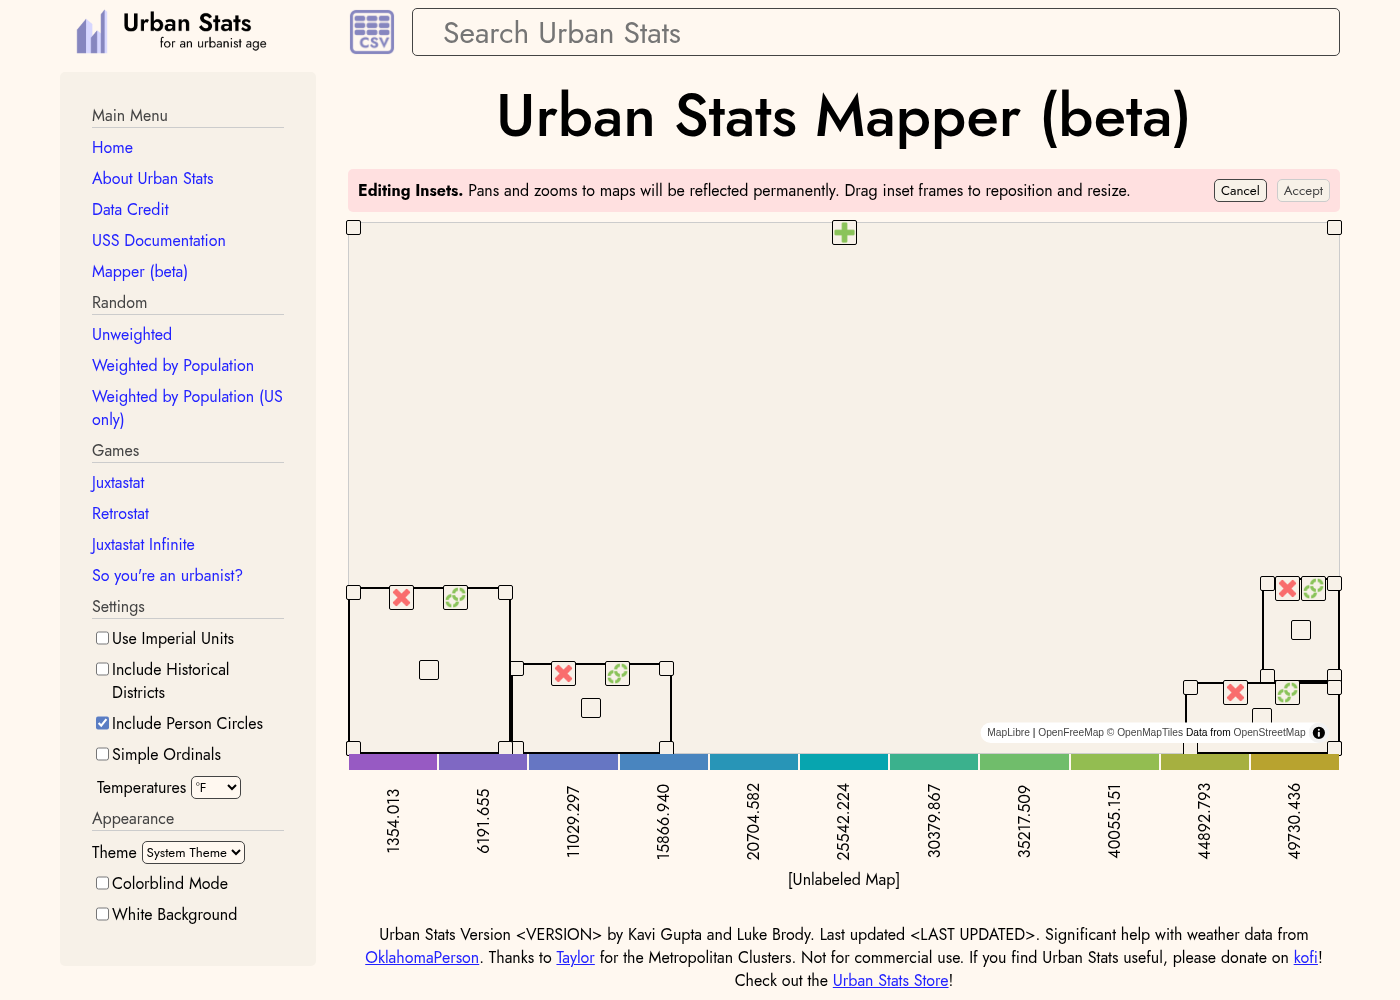 Urban Stats
for an urbanist age
CSV
Search Urban Stats
Main Menu
Home
About Urban Stats
Data Credit
USS Documentation
Mapper (beta)
Random
Unweighted
Weighted by Population
Weighted by Population (US
only)
Games
Juxtastat
Retrostat
Juxtastat Infinite
So you're an urbanist?
Settings
Use Imperial Units
Include Historical
Districts
Include Person Circles
Simple Ordinals
Temperatures °F
Appearance
Theme System Theme
Colorblind Mode
White Background
Urban Stats Mapper (beta)
Editing Insets. Pans and zooms to maps will be reflected permanently. Drag inset frames to reposition and resize.
Cancel Accept
MapLibre | OpenFreeMap © OpenMapTiles Data from OpenStreetMap
1354.013
6191.655
11029.297
15866.940
20704.582
25542.224
30379.867
35217.509
40055.151
44892.793
49730.436
[Unlabeled Map]
Urban Stats Version <VERSION> by Kavi Gupta and Luke Brody. Last updated <LAST UPDATED>. Significant help with weather data from
OklahomaPerson. Thanks to Taylor for the Metropolitan Clusters. Not for commercial use. If you find Urban Stats useful, please donate on kofi!
Check out the Urban Stats Store!